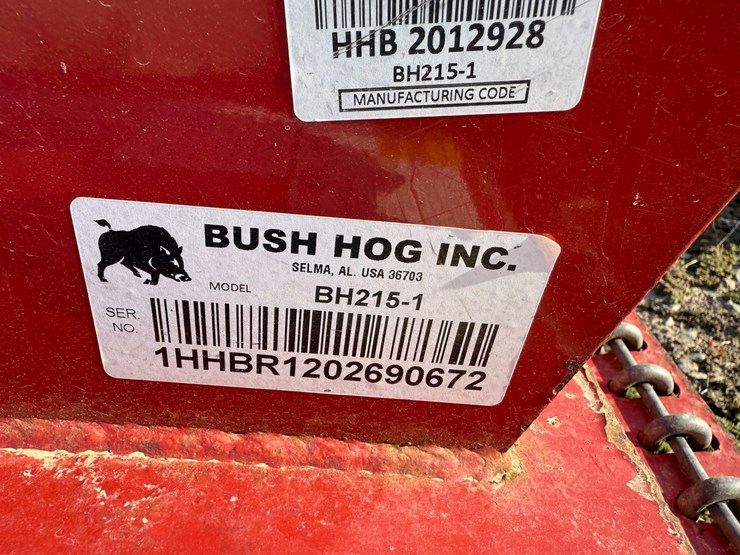 HHB 2012928
BH215-1
MANUFACTURING CODE
BUSH HOG INC.
SELMA, AL. USA 36703
MODEL BH215-1
SER. NO.
1HHBR1202690672